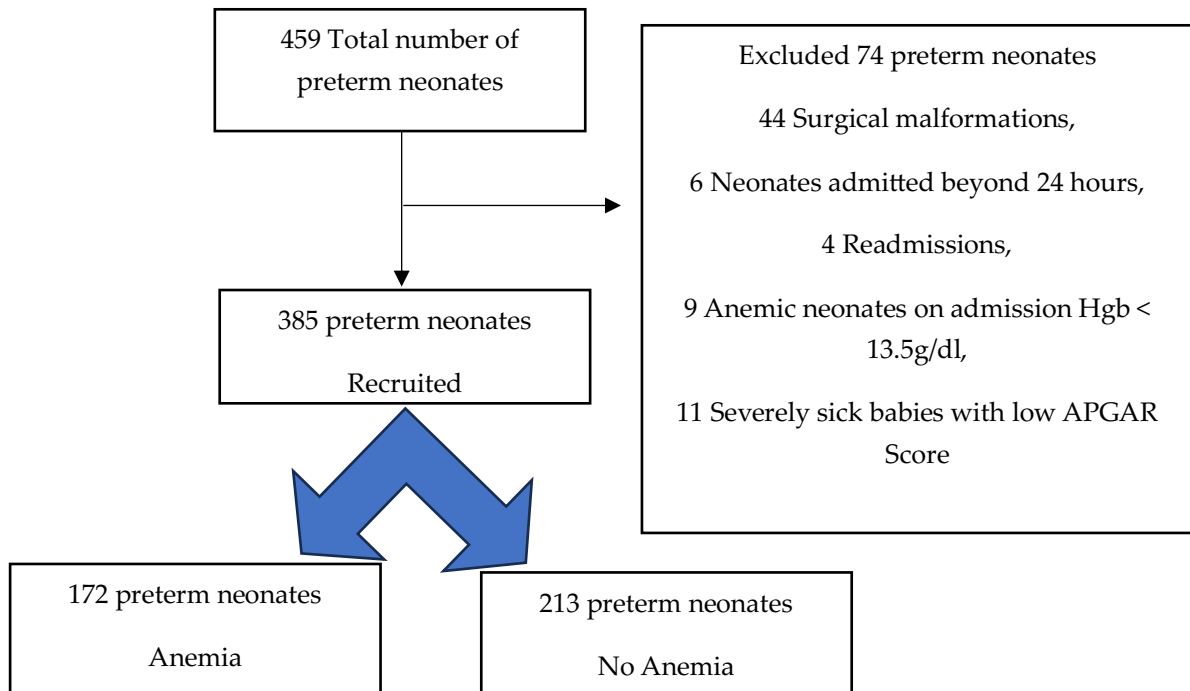 459 Total number of
preterm neonates
Excluded 74 preterm neonates
44 Surgical malformations,
6 Neonates admitted beyond 24 hours,
4 Readmissions,
9 Anemic neonates on admission Hgb <
13.5g/dl,
11 Severely sick babies with low APGAR
Score
385 preterm neonates
Recruited
172 preterm neonates
Anemia
213 preterm neonates
No Anemia